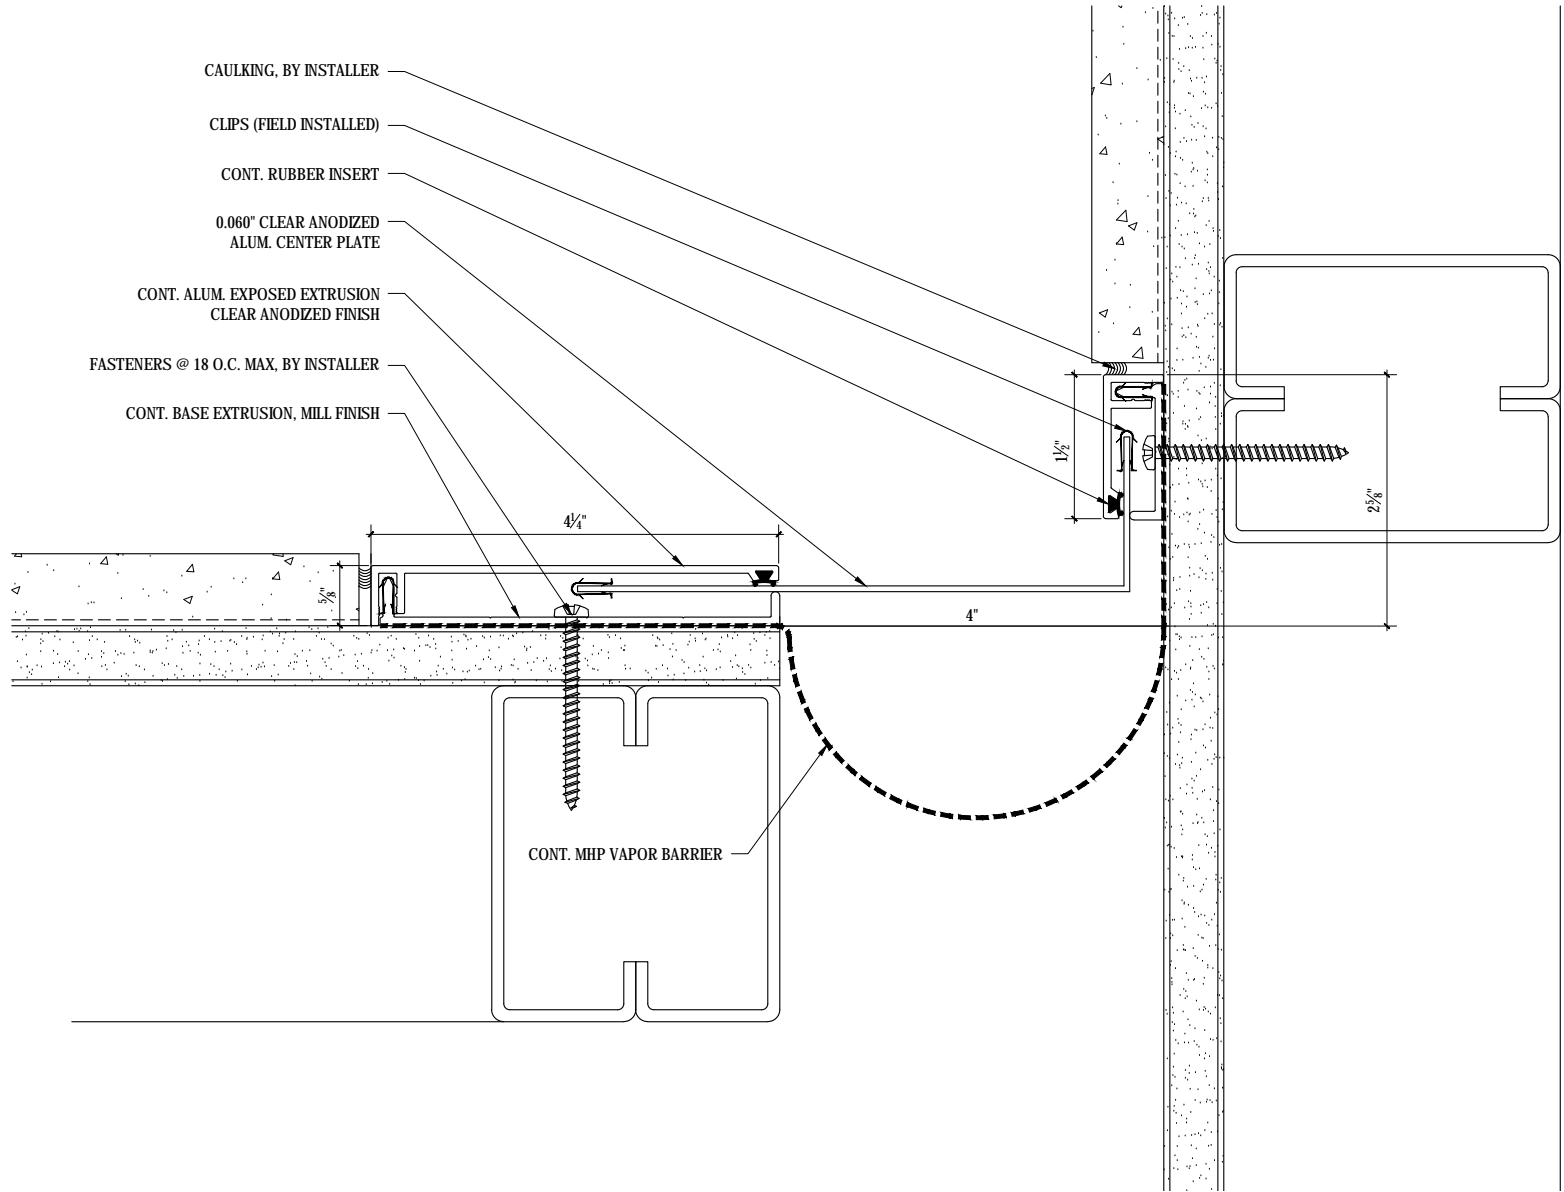 CAULKING, BY INSTALLER
CLIPS (FIELD INSTALLED)
CONT. RUBBER INSERT
0.060" CLEAR ANODIZED
ALUM. CENTER PLATE
CONT. ALUM. EXPOSED EXTRUSION
CLEAR ANODIZED FINISH
FASTENERS @ 18 O.C. MAX, BY INSTALLER
CONT. BASE EXTRUSION, MILL FINISH
1½"
2⅝"
4¼"
⅝"
4"
CONT. MHP VAPOR BARRIER